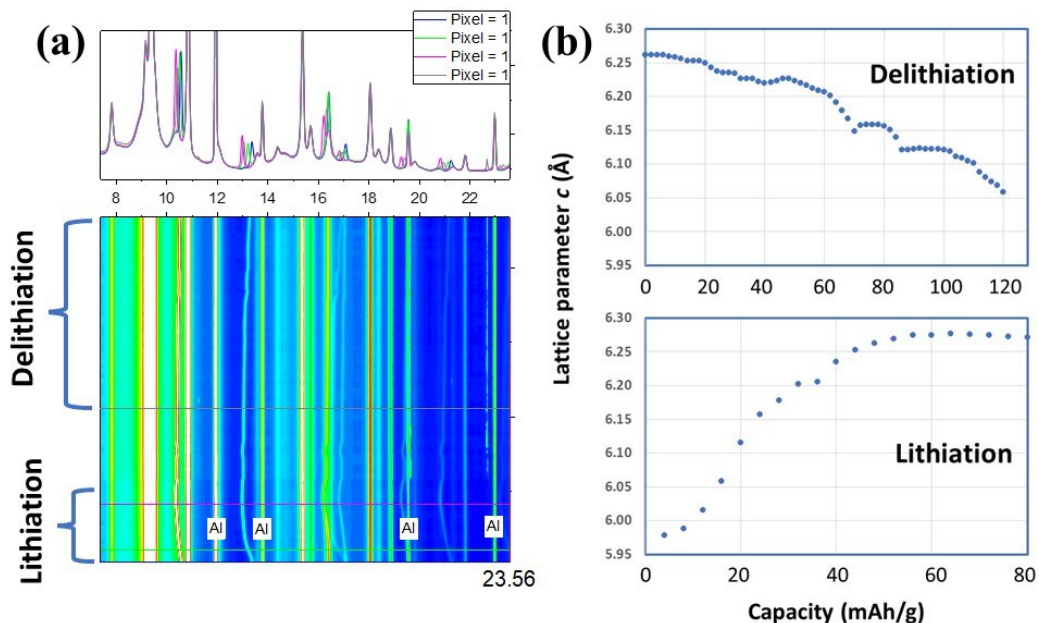 (a)
Pixel = 1
Pixel = 1
Pixel = 1
Pixel = 1
8 10 12 14 16 18 20 22
Delithiation
Lithiation
Al Al Al Al
23.56
(b)
Lattice parameter c (Å)
6.30
6.25
6.20
6.15
6.10
6.05
6.00
5.95
Delithiation
0 20 40 60 80 100 120
6.30
6.25
6.20
6.15
6.10
6.05
6.00
5.95
Lithiation
0 20 40 60 80
Capacity (mAh/g)